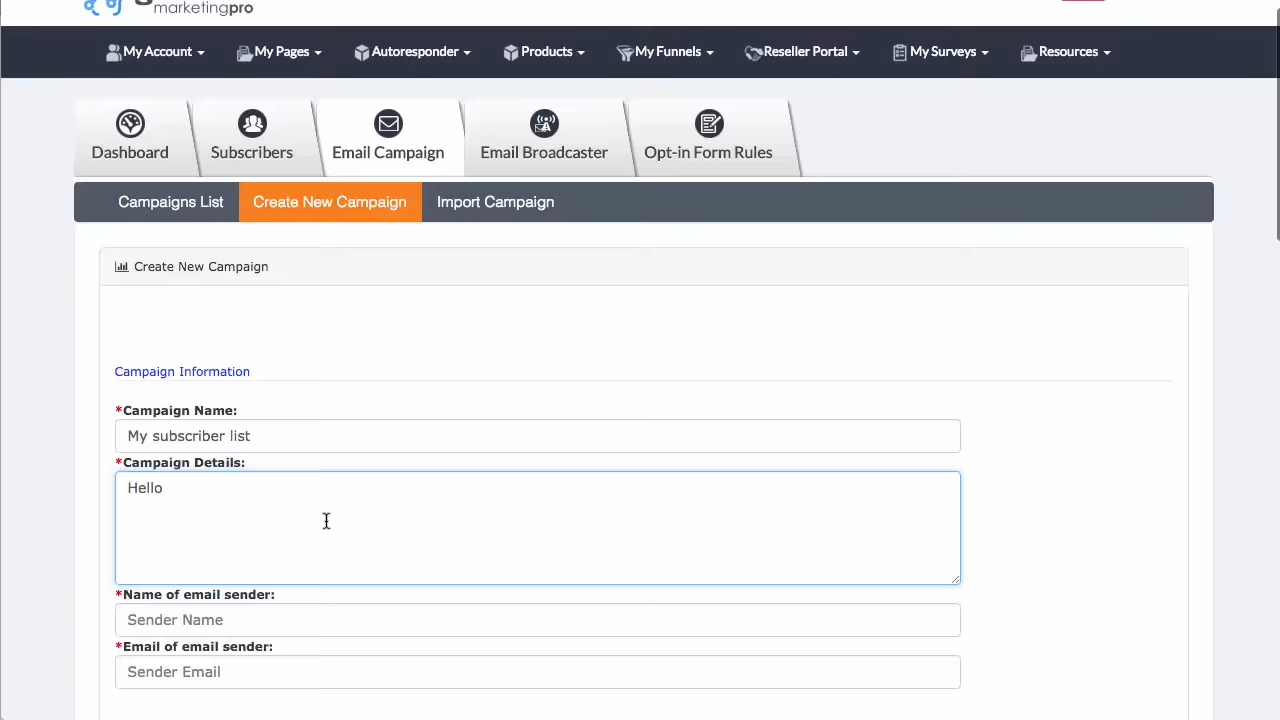 marketingpro
My Account
My Pages
Autoresponder
Products
My Funnels
Reseller Portal
My Surveys
Resources
Dashboard
Subscribers
Email Campaign
Email Broadcaster
Opt-in Form Rules
Campaigns List
Create New Campaign
Import Campaign
Create New Campaign
Campaign Information
*Campaign Name:
My subscriber list
*Campaign Details:
Hello
*Name of email sender:
Sender Name
*Email of email sender:
Sender Email